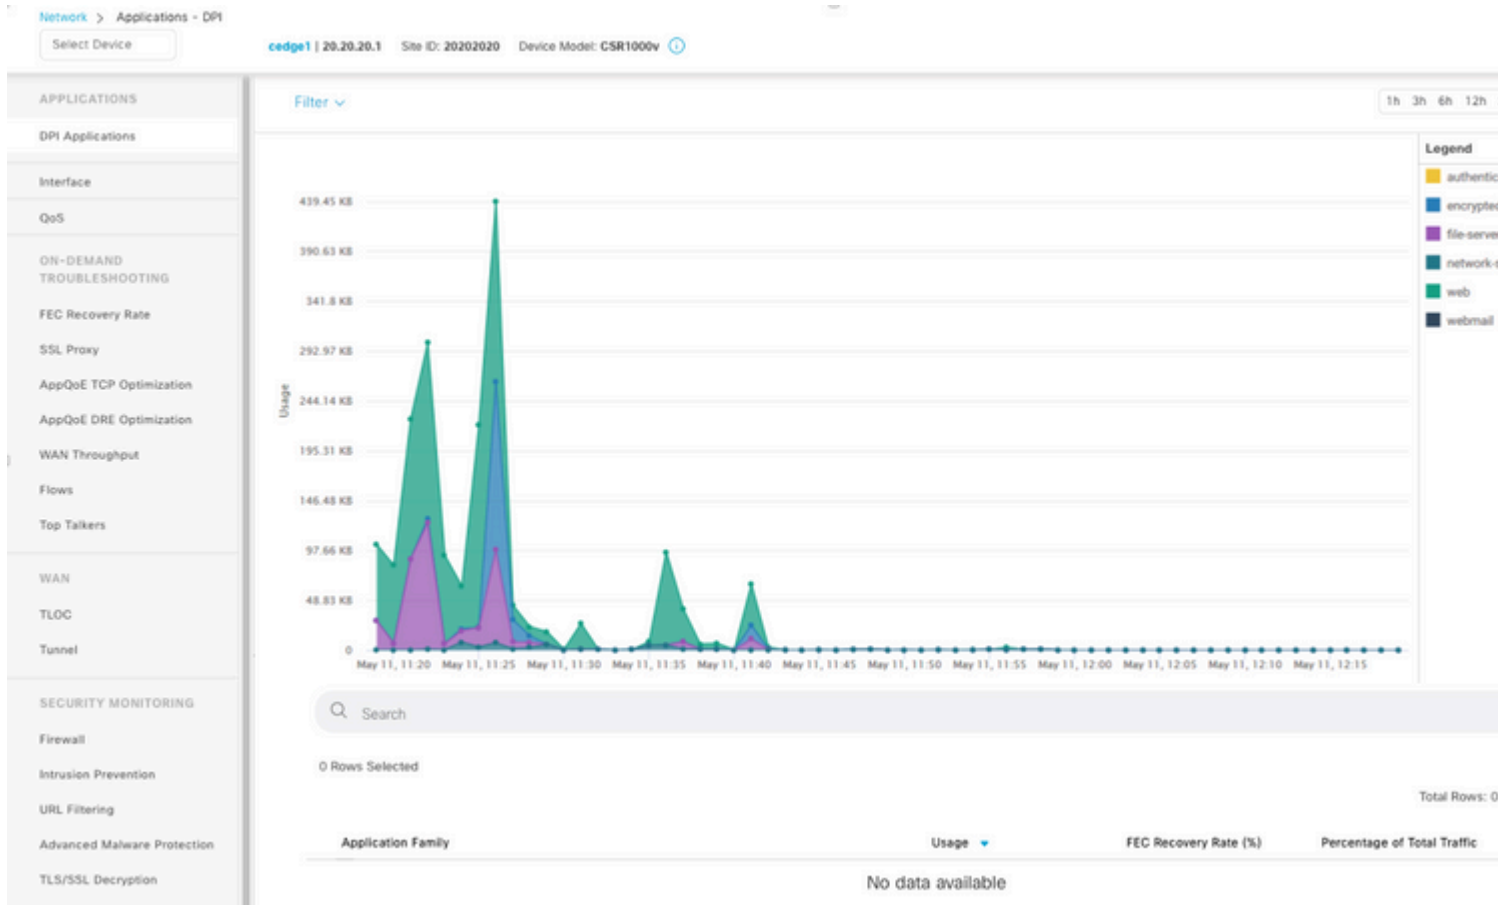 Network > Applications - DPI
Select Device
cedge1 | 20.20.20.1 Site ID: 20202020 Device Model: CSR1000v
APPLICATIONS
DPI Applications
Interface
QoS
ON-DEMAND
TROUBLESHOOTING
FEC Recovery Rate
SSL Proxy
AppQoE TCP Optimization
AppQoE DRE Optimization
WAN Throughput
Flows
Top Talkers
WAN
TLOC
Tunnel
SECURITY MONITORING
Firewall
Intrusion Prevention
URL Filtering
Advanced Malware Protection
TLS/SSL Decryption
Filter
1h 3h 6h 12h
Legend
authentic
encrypted
file-server
network-s
web
webmail
Usage
439.45 KB
390.63 KB
341.8 KB
292.97 KB
244.14 KB
195.31 KB
146.48 KB
97.66 KB
48.83 KB
0
May 11, 11:20 May 11, 11:25 May 11, 11:30 May 11, 11:35 May 11, 11:40 May 11, 11:45 May 11, 11:50 May 11, 11:55 May 11, 12:00 May 11, 12:05 May 11, 12:10 May 11, 12:15
Search
0 Rows Selected
Total Rows: 0
Application Family Usage FEC Recovery Rate (%) Percentage of Total Traffic
No data available